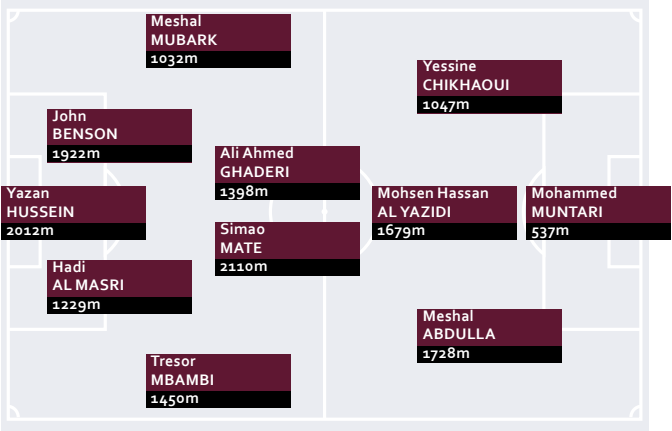 Meshal
MUBARK
1032m
Yessine
CHIKHAOUI
1047m
John
BENSON
1922m
Ali Ahmed
GHADERI
1398m
Yazan
HUSSEIN
2012m
Mohsen Hassan
AL YAZIDI
1679m
Mohammed
MUNTARI
537m
Simao
MATE
2110m
Hadi
AL MASRI
1229m
Meshal
ABDULLA
1728m
Tresor
MBAMBI
1450m